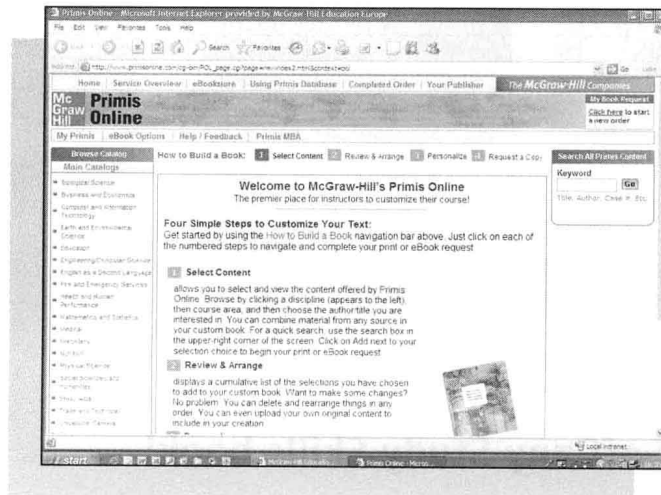 Primis Online - Microsoft Internet Explorer provided by McGraw-Hill Education Europe
File Edit View Favorites Tools Help
Search Favorites
Go
Home Service Overview eBookstore Using Primis Database Completed Order Your Publisher The McGraw-Hill Companies
Mc Graw Hill Primis Online
My Book Request
Click here to start a new order
My Primis eBook Options Help / Feedback Primis MBA
Browse Catalog
Main Catalogs
Biological Science
Business and Economics
Computer and Information Technology
Earth and Environmental Science
Education
Engineering/Computer Science
English as a Second Language
Fire and Emergency Services
Health and Human Performance
Mathematics and Statistics
Medical
Nutrition
Physical Science
Social Sciences and Humanities
How to Build a Book: 1 Select Content 2 Review & Arrange 3 Personalize 4 Request a Copy
Search All Primis Content
Keyword
Go
Title, Author, Case #, Etc.
Welcome to McGraw-Hill's Primis Online
The premier place for instructors to customize their course!
Four Simple Steps to Customize Your Text:
Get started by using the How to Build a Book navigation bar above. Just click on each of
the numbered steps to navigate and complete your print or eBook request
1 Select Content
allows you to select and view the content offered by Primis
Online. Browse by clicking a discipline (appears to the left),
then course area, and then choose the author/title you are
interested in. You can combine material from any source in
your custom book. For a quick search, use the search box in
the upper-right corner of the screen. Click on Add next to your
selection choice to begin your print or eBook request
2 Review & Arrange
displays a cumulative list of the selections you have chosen
to add to your custom book. Want to make some changes?
No problem. You can delete and rearrange things in any
order. You can even upload your own original content to
include in your creation.
Local intranet
start
Primis Online - Micros...